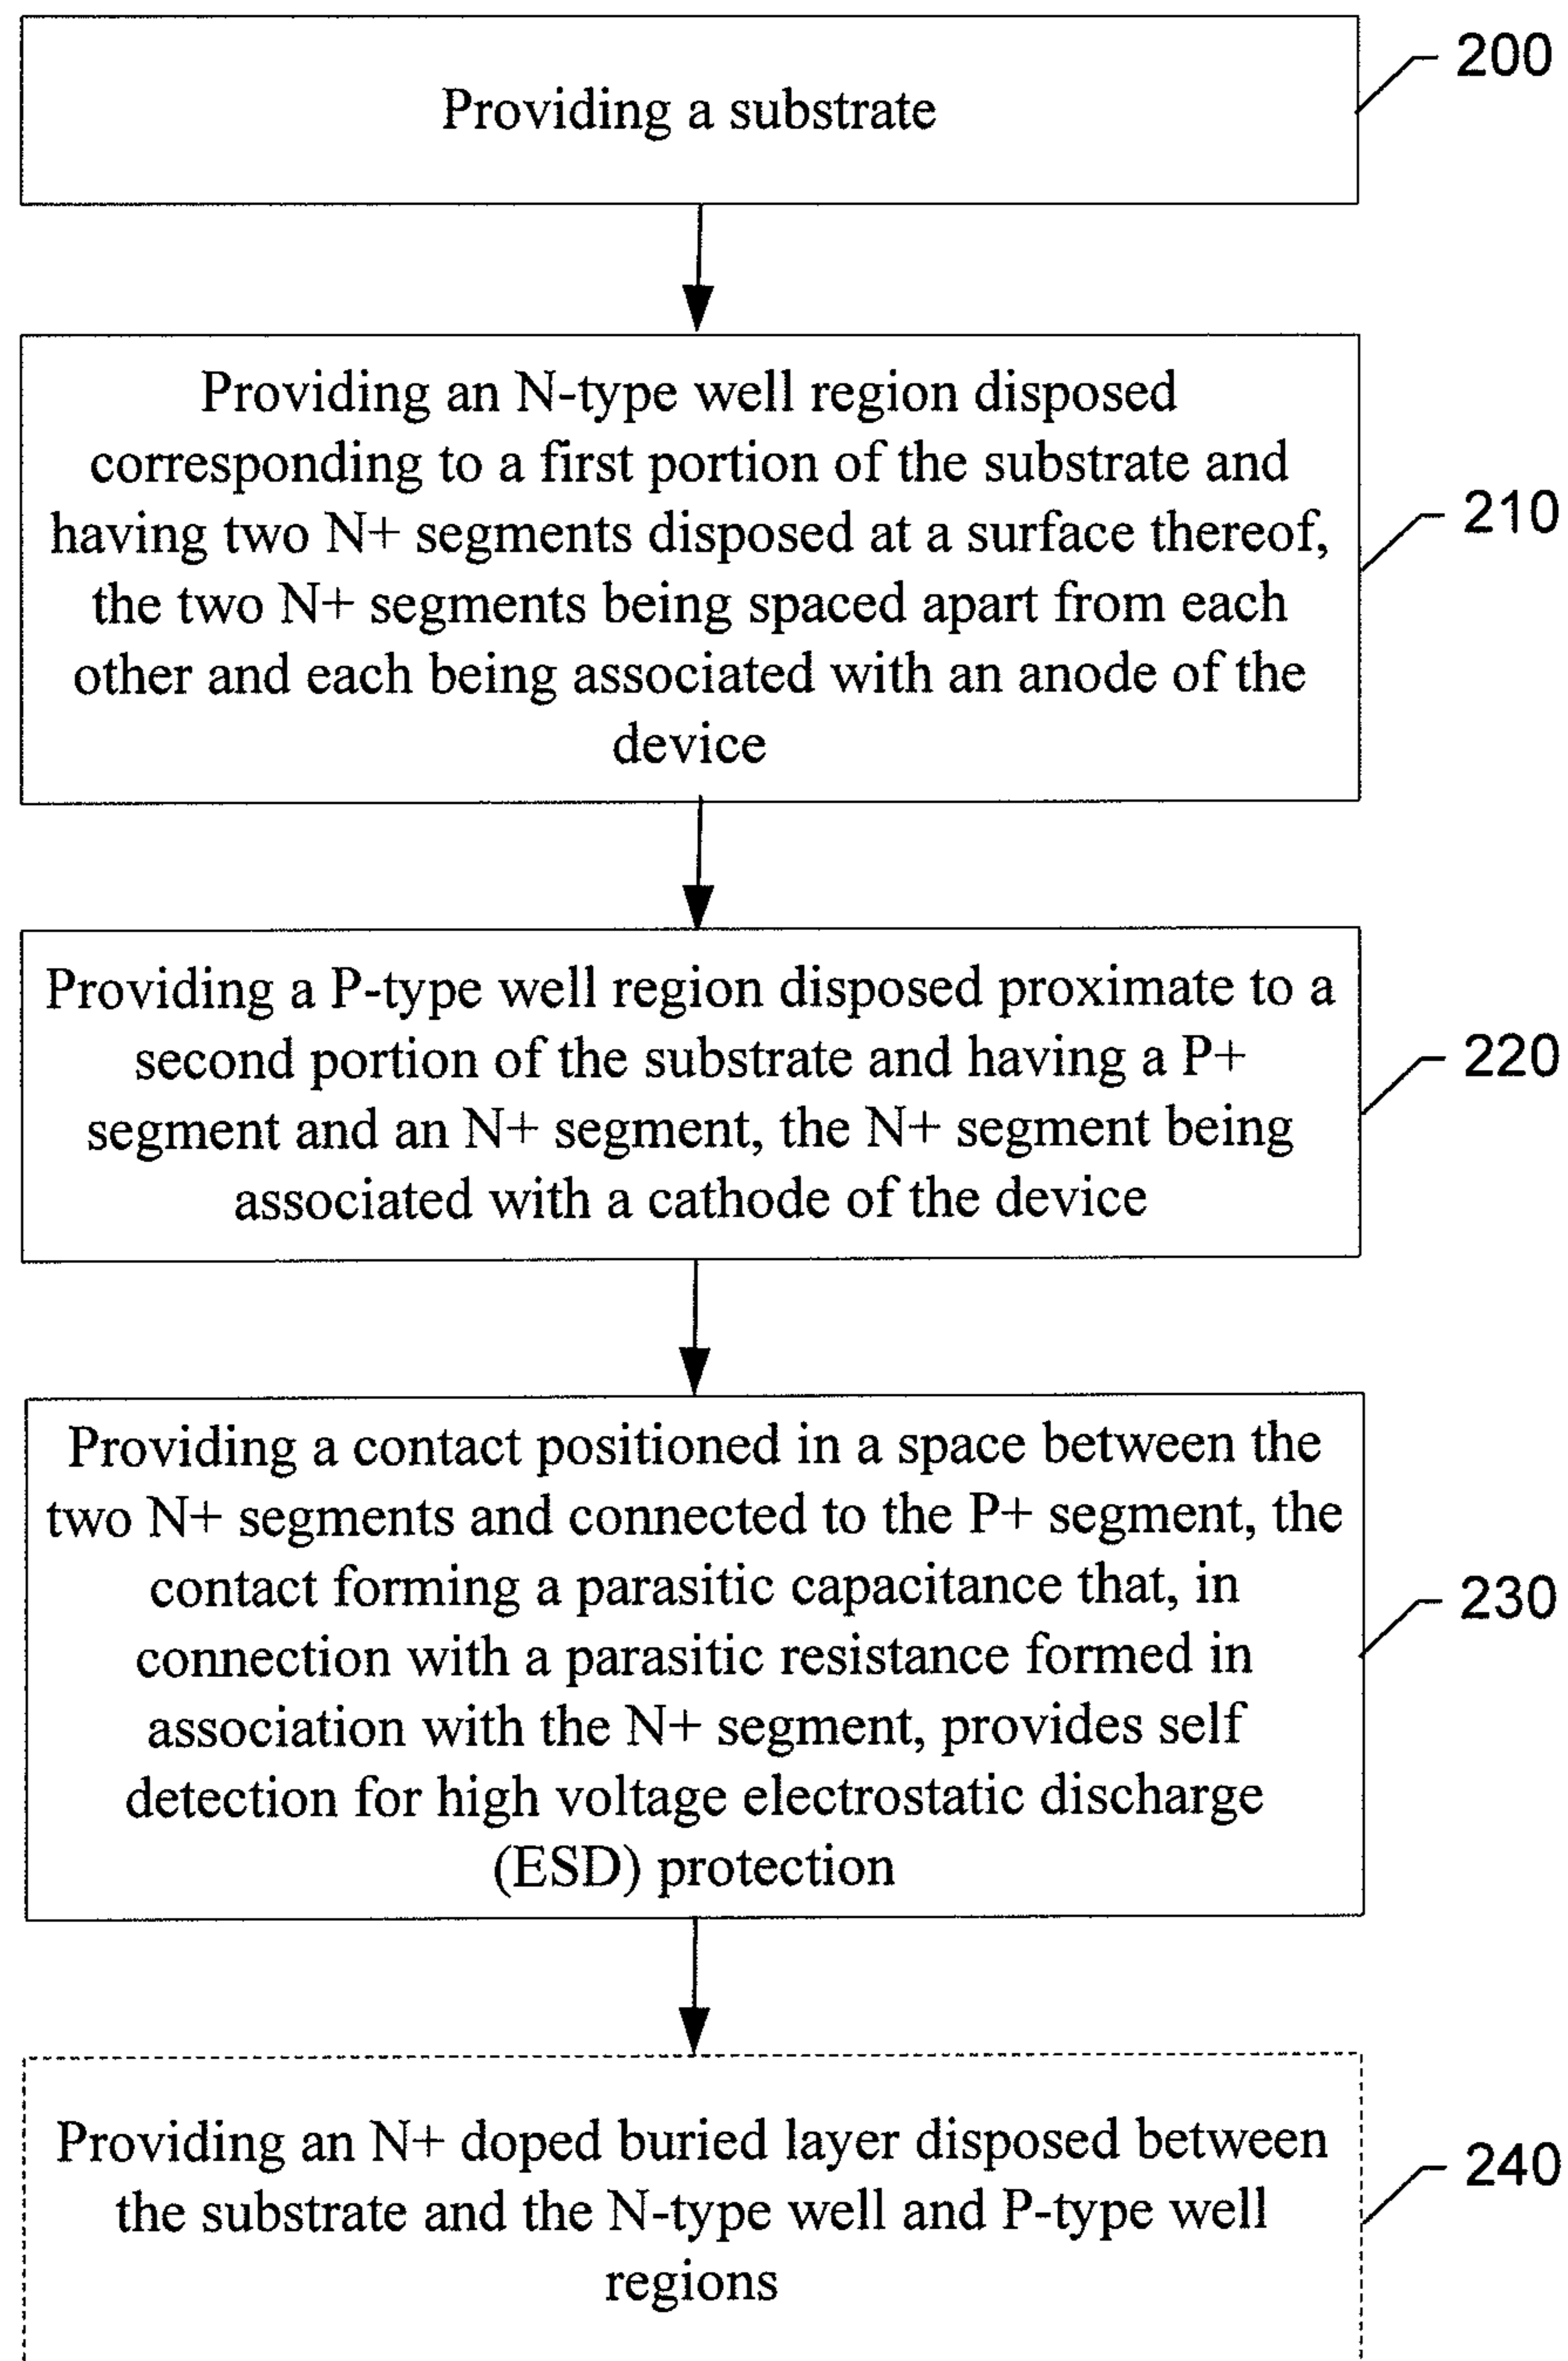 Providing a substrate
200
Providing an N-type well region disposed
corresponding to a first portion of the substrate and
having two N+ segments disposed at a surface thereof,
the two N+ segments being spaced apart from each
other and each being associated with an anode of the
device
210
Providing a P-type well region disposed proximate to a
second portion of the substrate and having a P+
segment and an N+ segment, the N+ segment being
associated with a cathode of the device
220
Providing a contact positioned in a space between the
two N+ segments and connected to the P+ segment, the
contact forming a parasitic capacitance that, in
connection with a parasitic resistance formed in
association with the N+ segment, provides self
detection for high voltage electrostatic discharge
(ESD) protection
230
Providing an N+ doped buried layer disposed between
the substrate and the N-type well and P-type well
regions
240